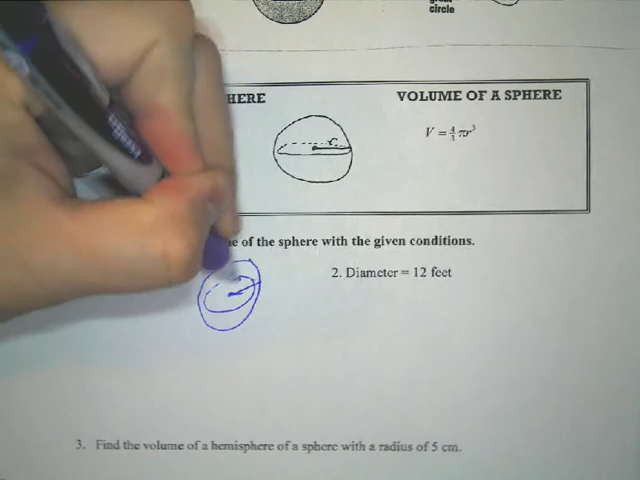 circle
HERE
VOLUME OF A SPHERE
r
V = 4/3 πr³
of the sphere with the given conditions.
2. Diameter = 12 feet
3. Find the volume of a hemisphere of a sphere with a radius of 5 cm.